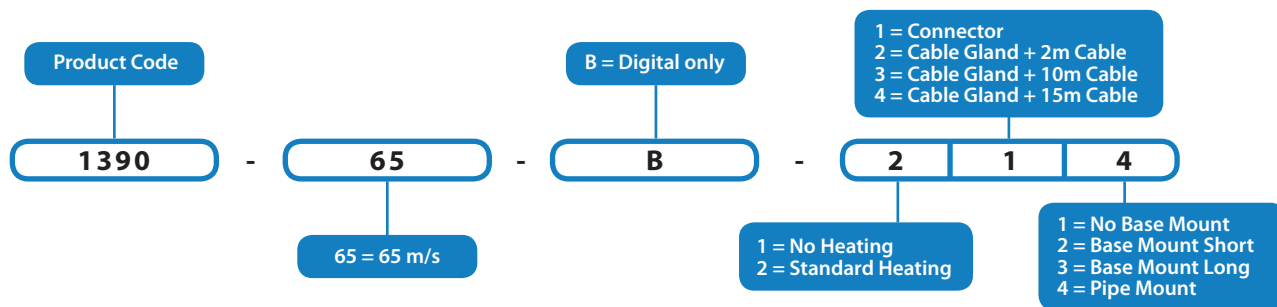 Product Code
B = Digital only
1 = Connector
2 = Cable Gland + 2m Cable
3 = Cable Gland + 10m Cable
4 = Cable Gland + 15m Cable
1390 - 65 - B - 2 1 4
65 = 65 m/s
1 = No Heating
2 = Standard Heating
1 = No Base Mount
2 = Base Mount Short
3 = Base Mount Long
4 = Pipe Mount